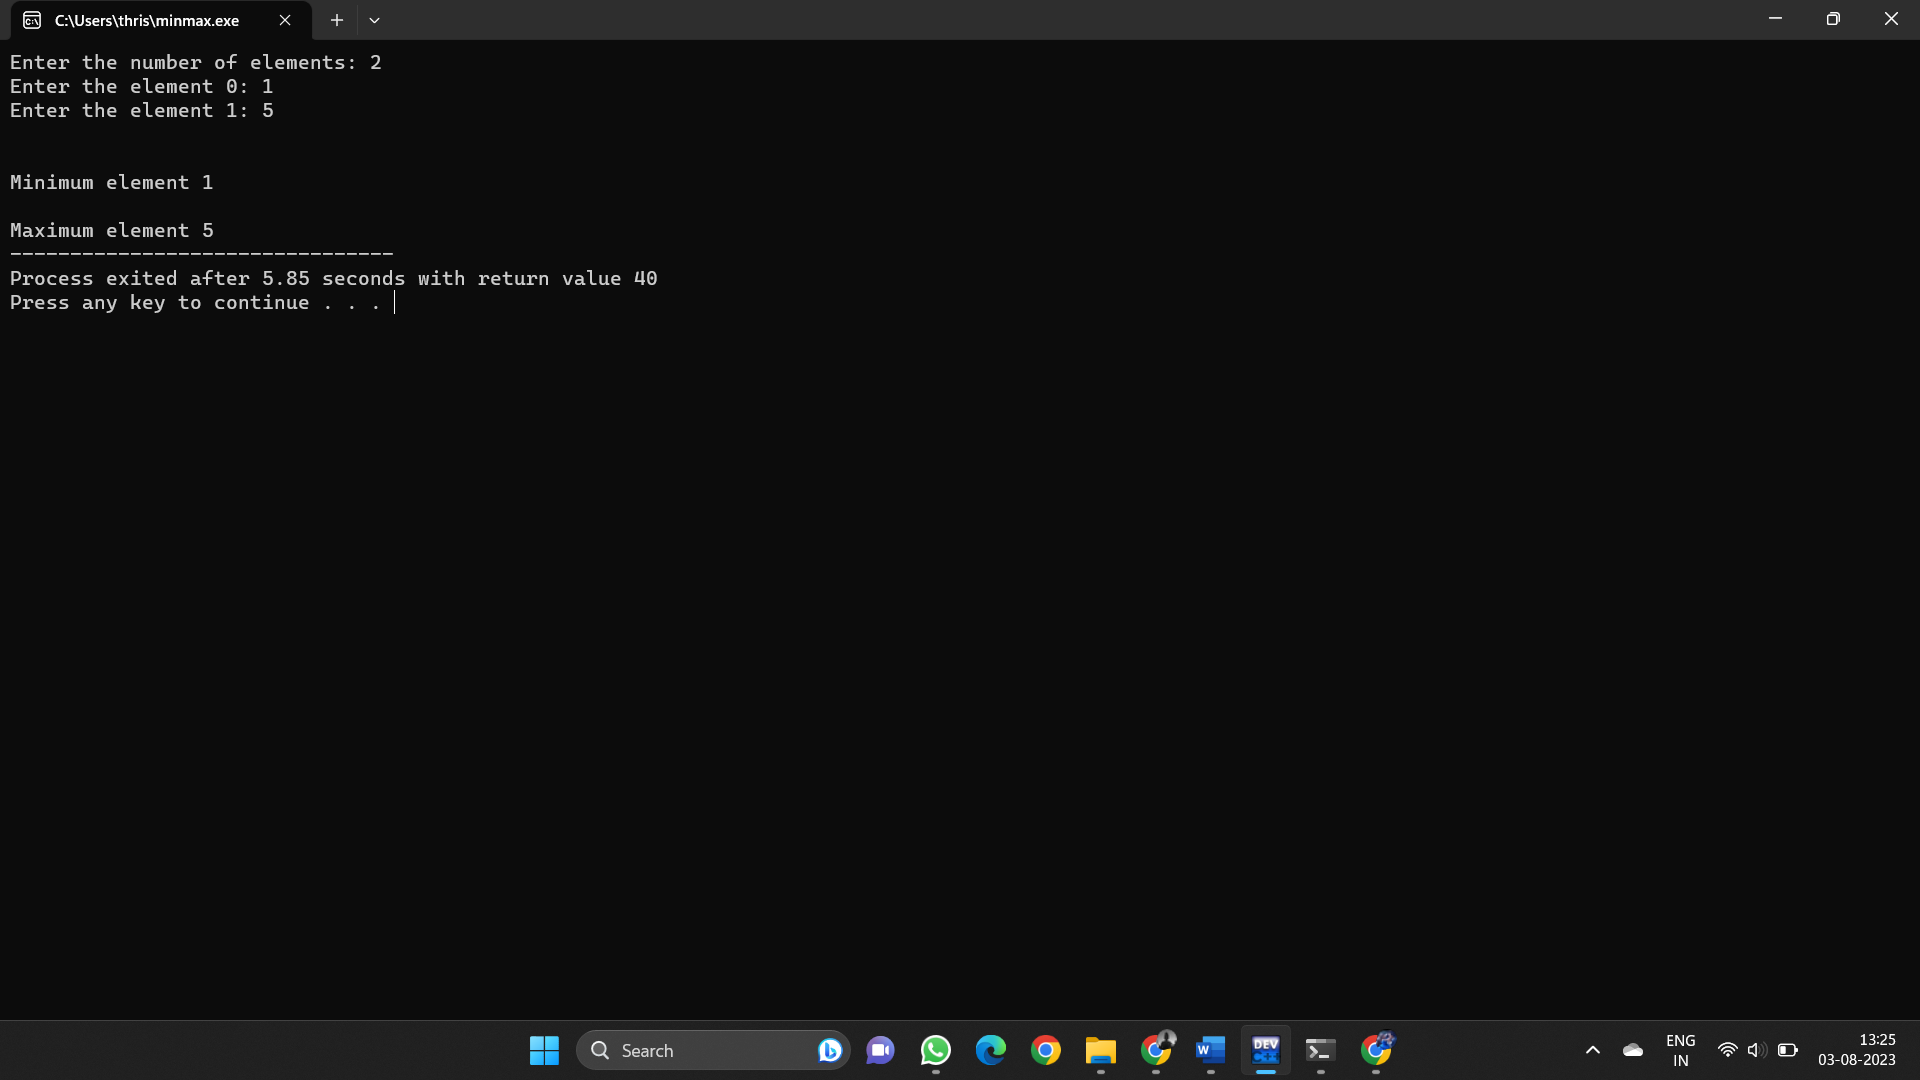 C:\Users\thris\minmax.exe
Enter the number of elements: 2
Enter the element 0: 1
Enter the element 1: 5
Minimum element 1
Maximum element 5
--------------------------------
Process exited after 5.85 seconds with return value 40
Press any key to continue . . .
Search
W
DEV
C++
ENG
IN
13:25
03-08-2023